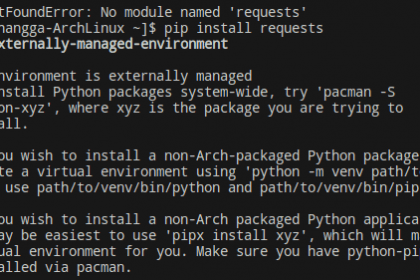 tFoundError: No module named 'requests'
nangga-ArchLinux ~]$ pip install requests
xternally-managed-environment
nvironment is externally managed
nstall Python packages system-wide, try 'pacman -S
on-xyz', where xyz is the package you are trying to
all.
ou wish to install a non-Arch-packaged Python package
te a virtual environment using 'python -m venv path/t
use path/to/venv/bin/python and path/to/venv/bin/pip
ou wish to install a non-Arch packaged Python applica
ay be easiest to use 'pipx install xyz', which will m
ual environment for you. Make sure you have python-pi
alled via pacman.